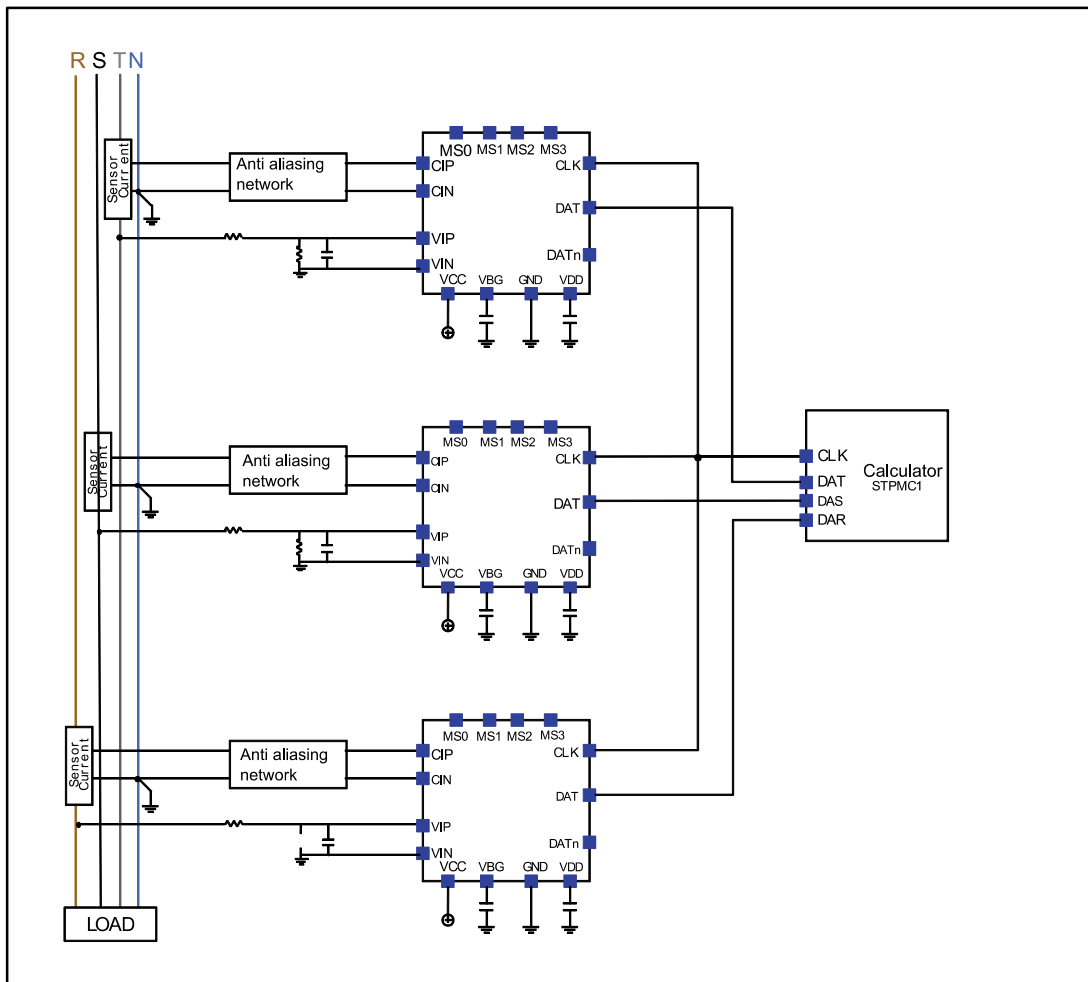 R S T N
Sensor
Current
Anti aliasing
network
MS0 MS1 MS2 MS3
CIP
CIN
VIP
VIN
CLK
DAT
DATn
VCC VBG GND VDD
Sensor
Current
Anti aliasing
network
MS0 MS1 MS2 MS3
CIP
CIN
VIP
VIN
CLK
DAT
DATn
VCC VBG GND VDD
CLK
DAT
DAS
DAR
Calculator
STPMC1
Sensor
Current
Anti aliasing
network
MS0 MS1 MS2 MS3
CIP
CIN
VIP
VIN
CLK
DAT
DATn
VCC VBG GND VDD
LOAD